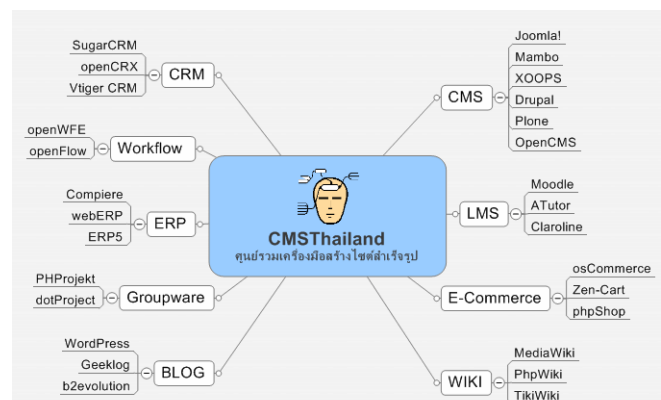 SugarCRM
openCRX
Vtiger CRM
CRM
openWFE
openFlow
Workflow
Compiere
webERP
ERP5
ERP
PHProjekt
dotProject
Groupware
WordPress
Geeklog
b2evolution
BLOG
CMSThailand
ศูนย์รวมเครื่องมือสร้างไซต์สำเร็จรูป
CMS
Joomla!
Mambo
XOOPS
Drupal
Plone
OpenCMS
LMS
Moodle
ATutor
Claroline
E-Commerce
osCommerce
Zen-Cart
phpShop
WIKI
MediaWiki
PhpWiki
TikiWiki